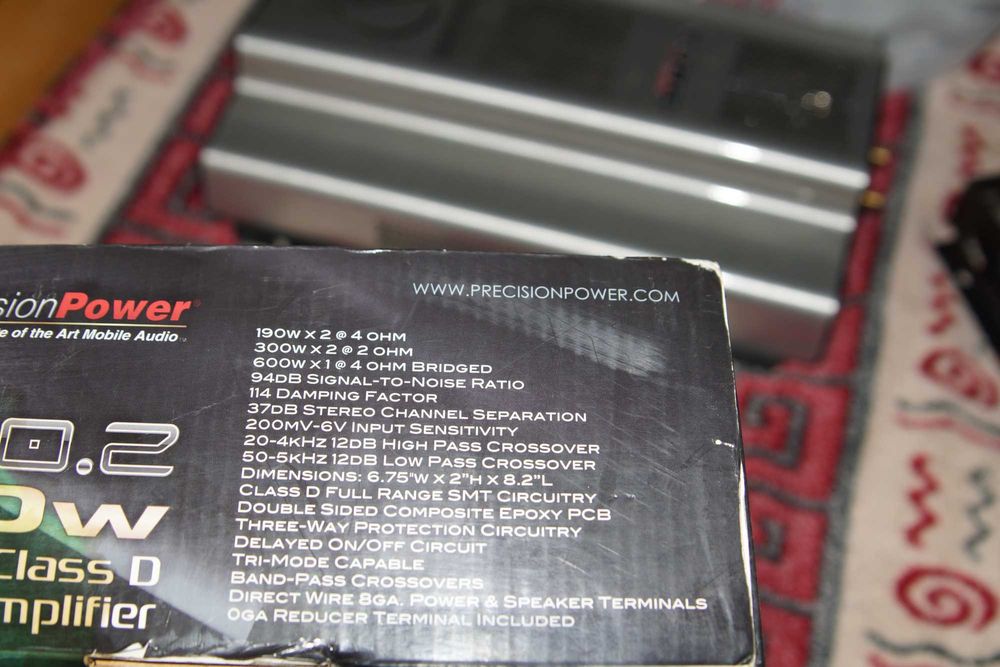 WWW.PRECISIONPOWER.COM
sionPower
e of the Art Mobile Audio
190W X 2 @ 4 OHM
300W X 2 @ 2 OHM
600W X 1 @ 4 OHM BRIDGED
94DB SIGNAL-TO-NOISE RATIO
114 DAMPING FACTOR
37DB STEREO CHANNEL SEPARATION
200MV-6V INPUT SENSITIVITY
20-4KHZ 12DB HIGH PASS CROSSOVER
50-5KHZ 12DB LOW PASS CROSSOVER
DIMENSIONS: 6.75"W X 2"H X 8.2"L
CLASS D FULL RANGE SMT CIRCUITRY
DOUBLE SIDED COMPOSITE EPOXY PCB
THREE-WAY PROTECTION CIRCUITRY
DELAYED ON/OFF CIRCUIT
TRI-MODE CAPABLE
BAND-PASS CROSSOVERS
DIRECT WIRE 8GA. POWER & SPEAKER TERMINALS
0GA REDUCER TERMINAL INCLUDED
0.2
0w
Class D
mplifier